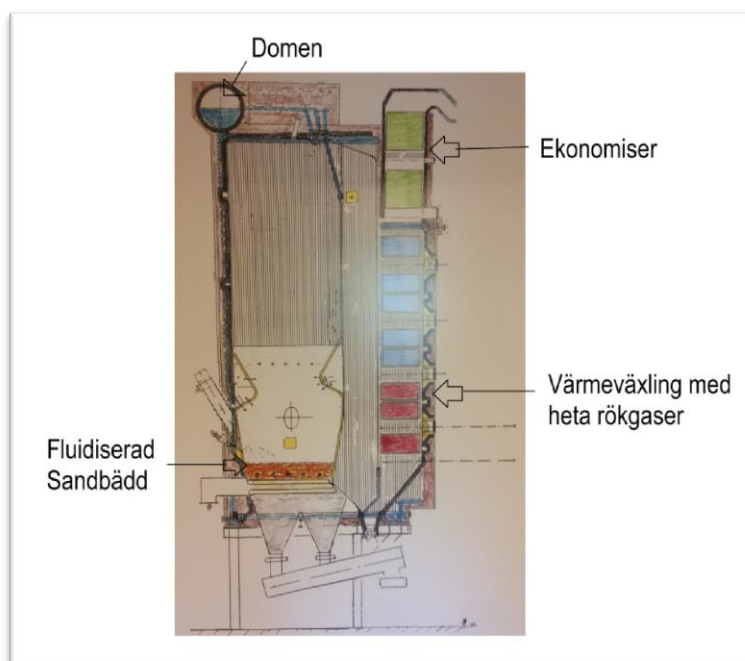 Domen
Ekonomiser
Värmeväxling med
heta rökgaser
Fluidiserad
Sandbädd